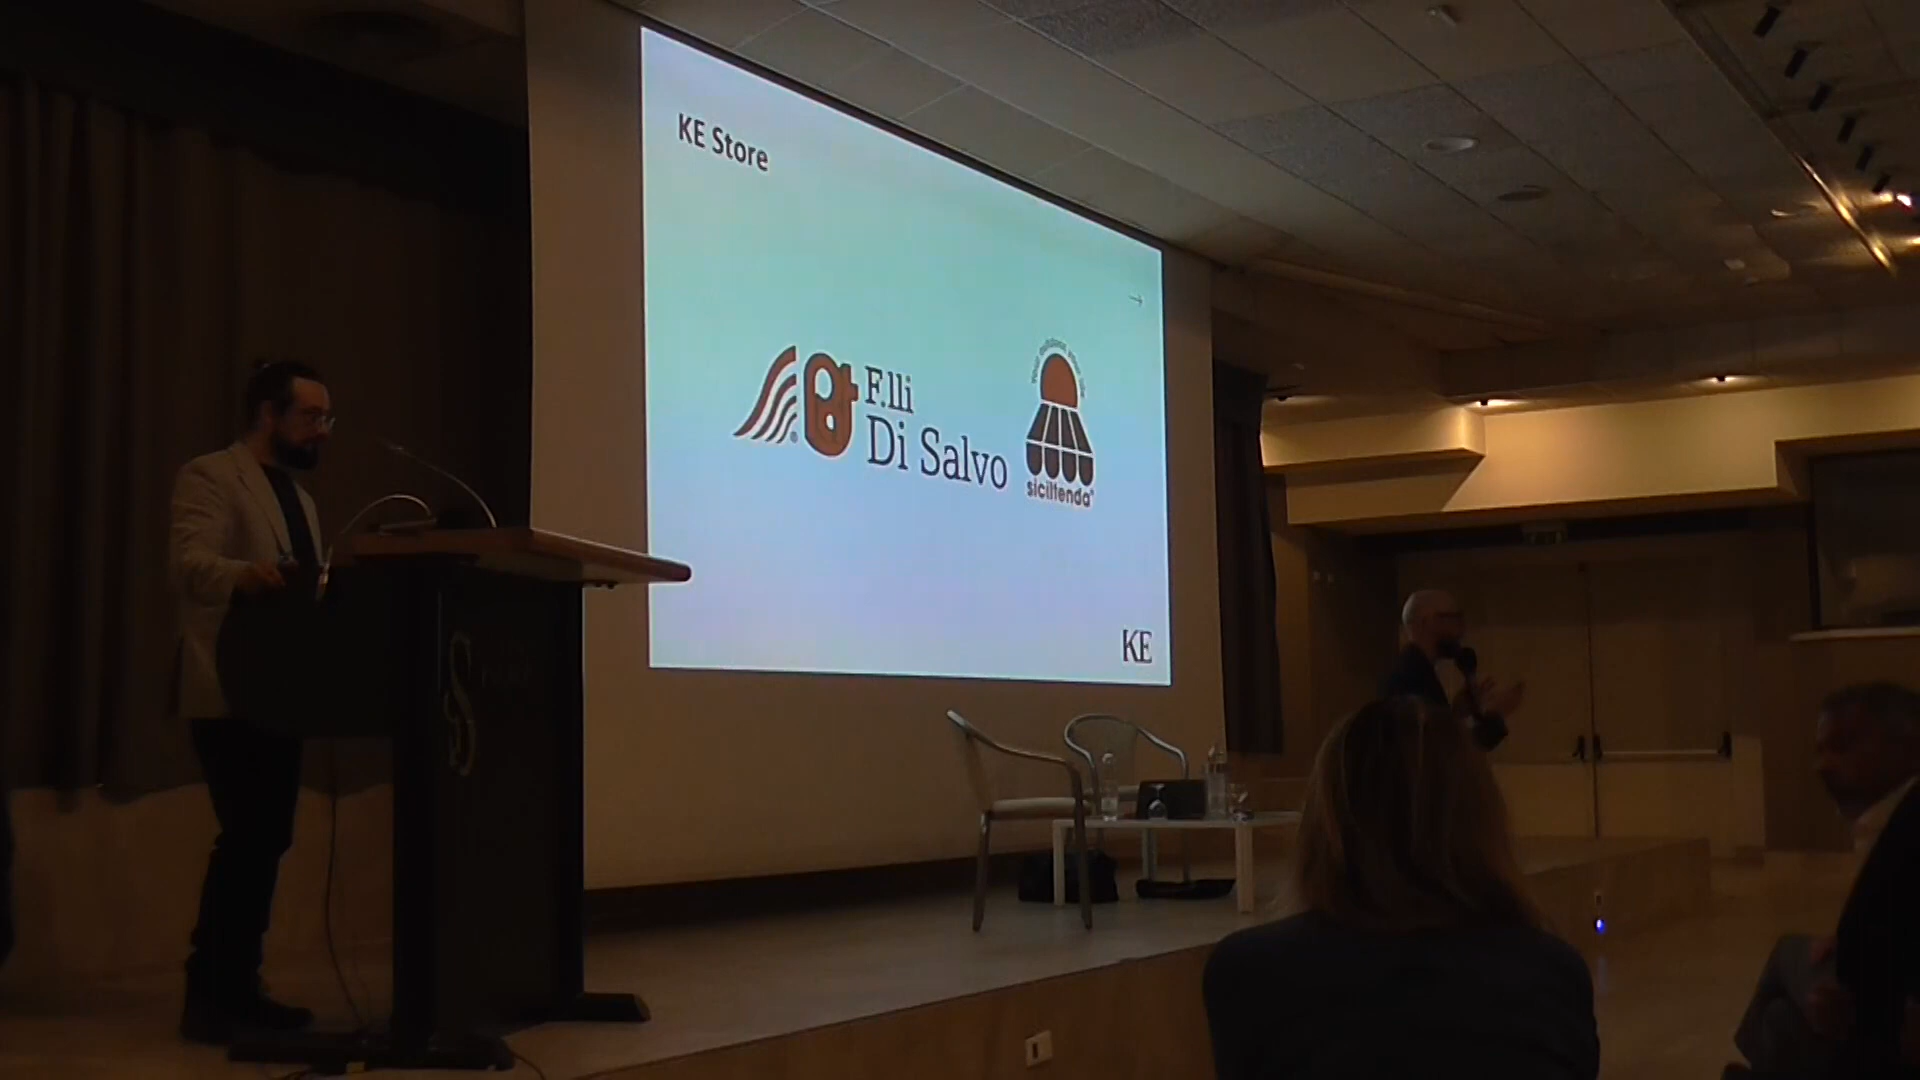 KE Store
F.lli
Di Salvo
siciltenda®
KE